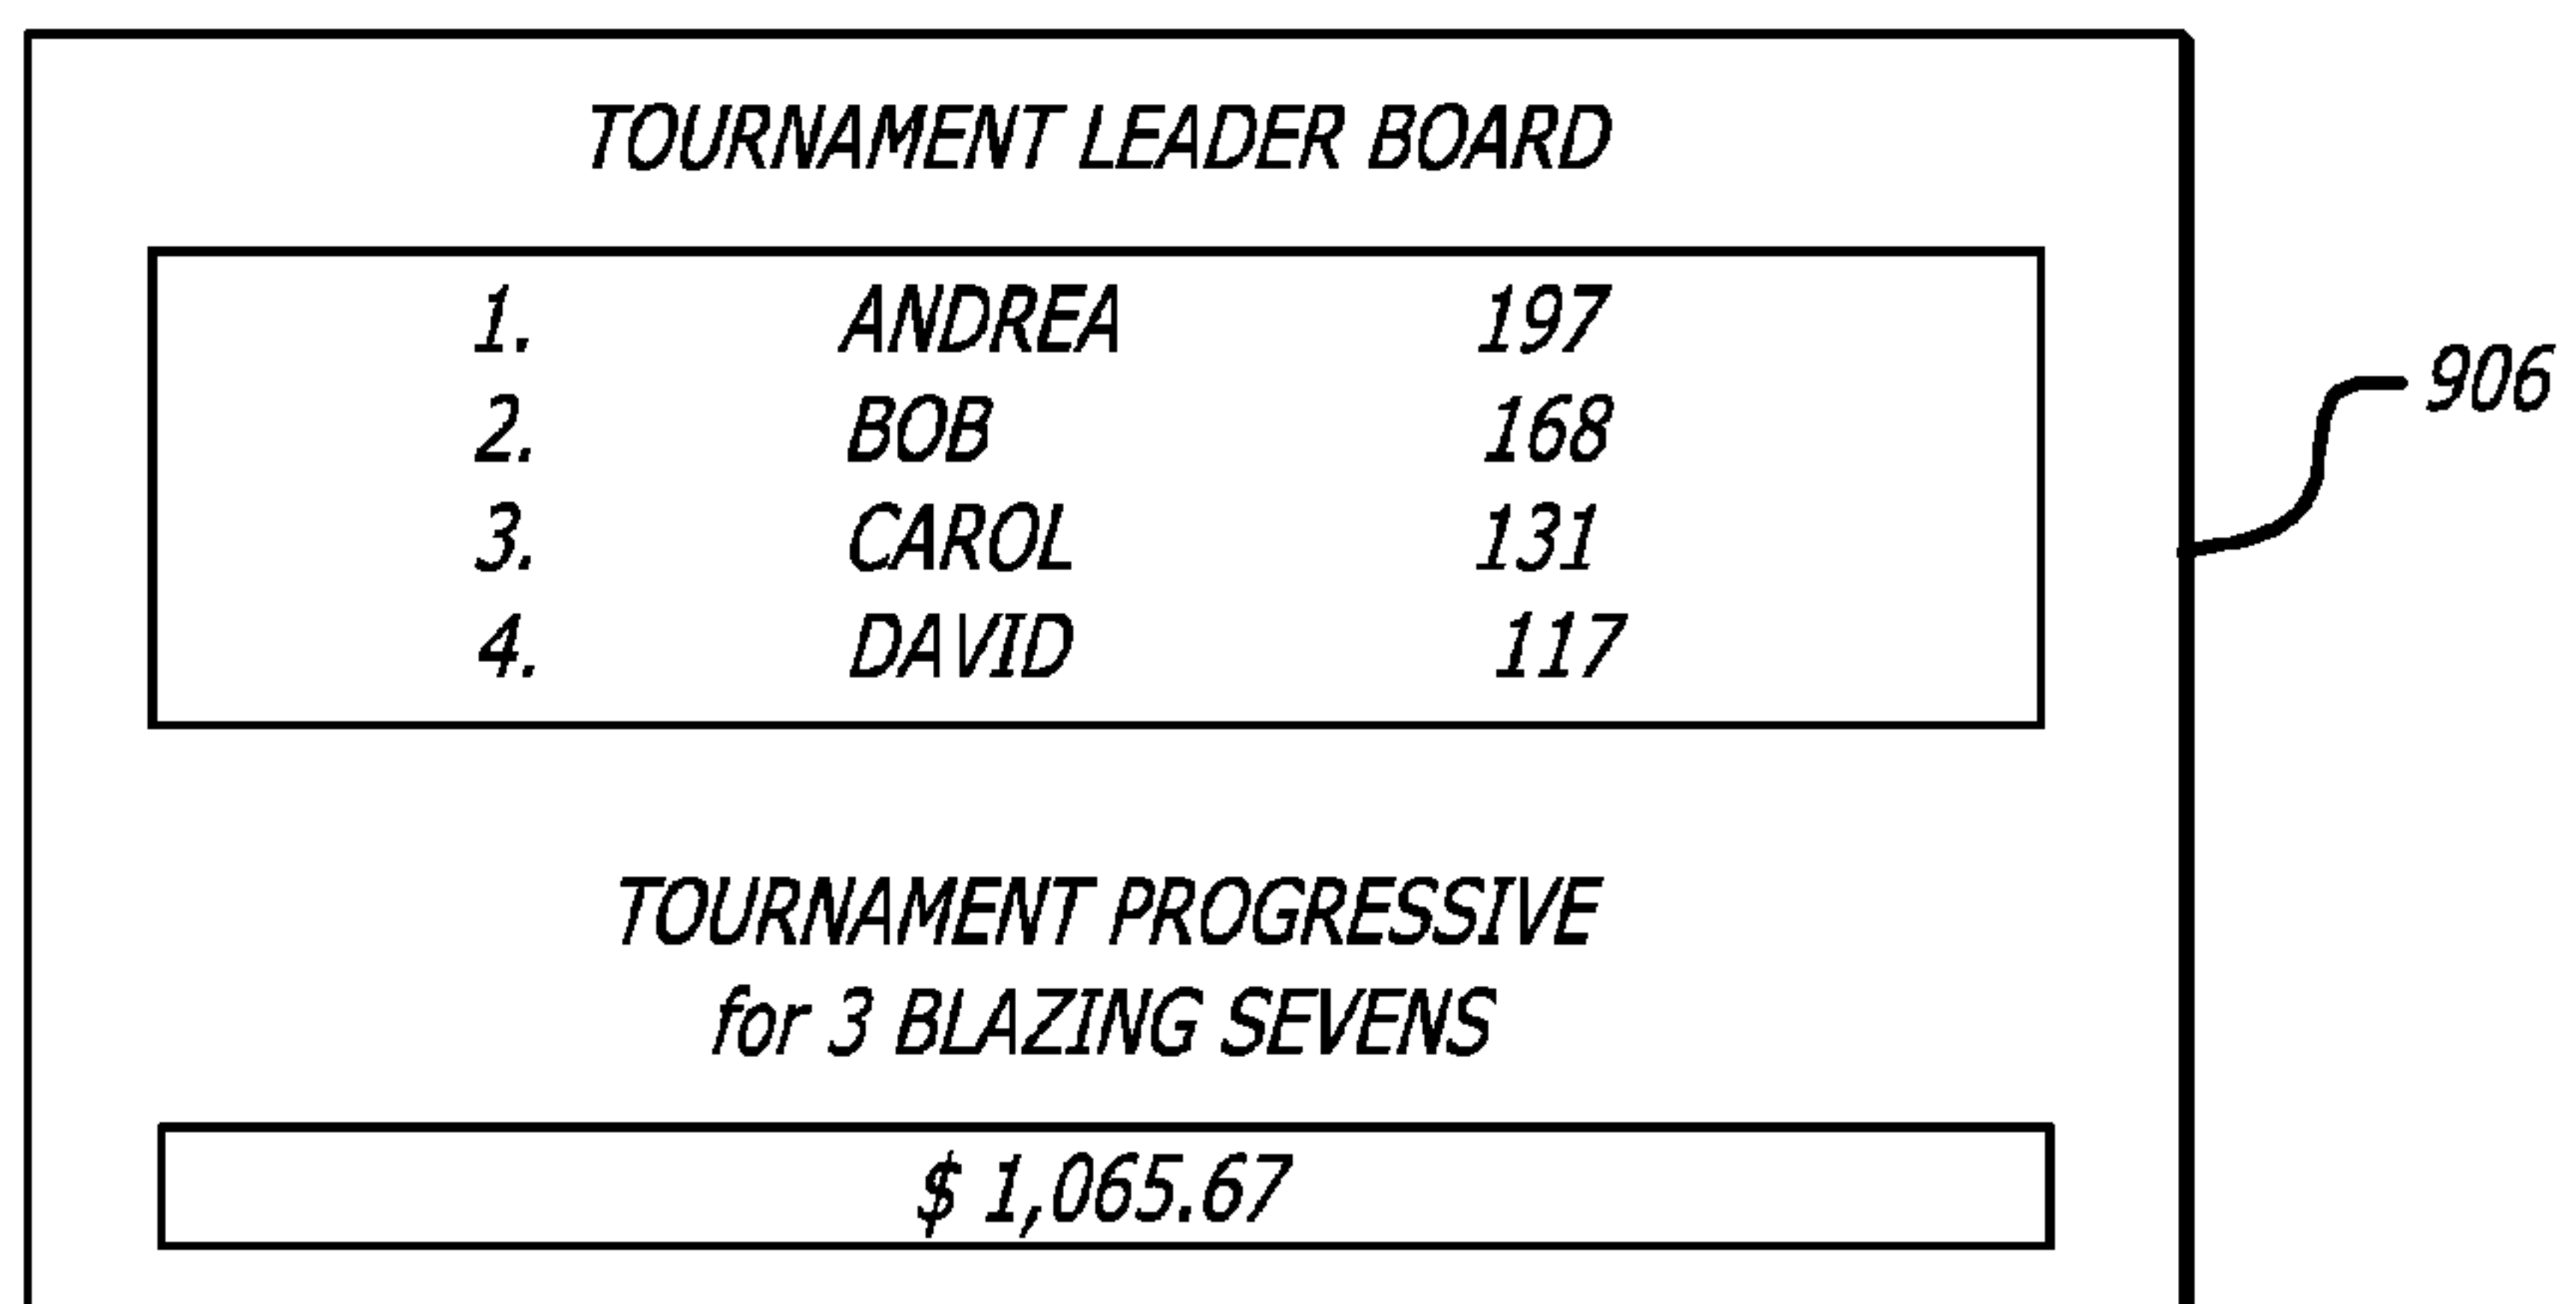 TOURNAMENT LEADER BOARD
1. ANDREA 197
2. BOB 168
3. CAROL 131
4. DAVID 117
906
TOURNAMENT PROGRESSIVE
for 3 BLAZING SEVENS
$ 1,065.67